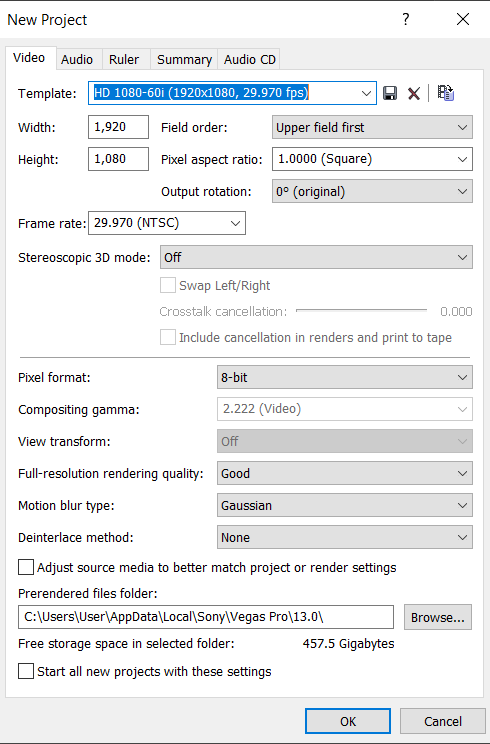 New Project
Video Audio Ruler Summary Audio CD
Template: HD 1080-60i (1920x1080, 29.970 fps)
Width: 1,920 Field order: Upper field first
Height: 1,080 Pixel aspect ratio: 1.0000 (Square)
Output rotation: 0° (original)
Frame rate: 29.970 (NTSC)
Stereoscopic 3D mode: Off
Swap Left/Right
Crosstalk cancellation: 0.000
Include cancellation in renders and print to tape
Pixel format: 8-bit
Compositing gamma: 2.222 (Video)
View transform: Off
Full-resolution rendering quality: Good
Motion blur type: Gaussian
Deinterlace method: None
Adjust source media to better match project or render settings
Prerendered files folder:
C:\Users\User\AppData\Local\Sony\Vegas Pro\13.0\ Browse...
Free storage space in selected folder: 457.5 Gigabytes
Start all new projects with these settings
OK Cancel